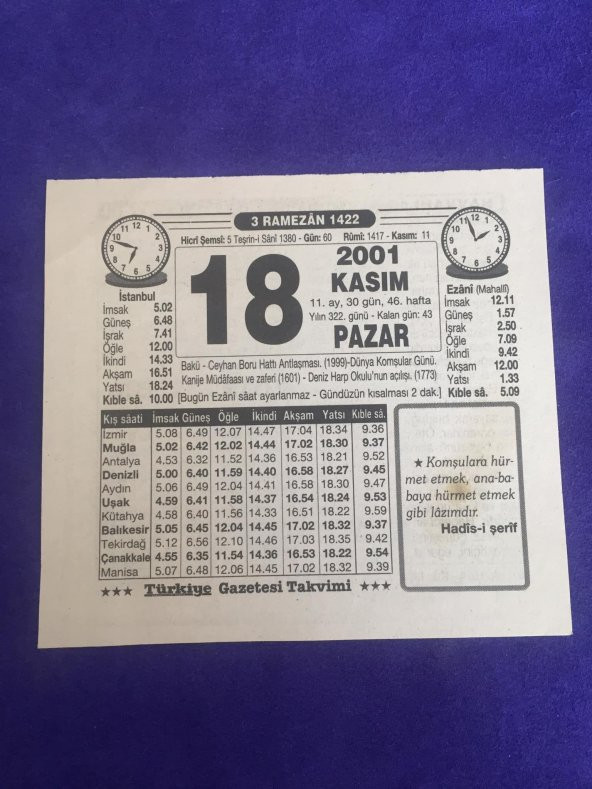 3 RAMEZÂN 1422
Hicrî Şemsî: 5 Teşrin-i Sânî 1380 - Gün: 60 Rûmî: 1417 - Kasım: 11
18
2001
KASIM
11. ay, 30 gün, 46. hafta
Yılın 322. günü - Kalan gün: 43
PAZAR
İstanbul
İmsak 5.02
Güneş 6.48
İşrak 7.41
Öğle 12.00
İkindi 14.33
Akşam 16.51
Yatsı 18.24
Kıble sâ. 10.00
Ezânî (Mahallî)
İmsak 12.11
Güneş 1.57
İşrak 2.50
Öğle 7.09
İkindi 9.42
Akşam 12.00
Yatsı 1.33
Kıble sâ. 5.09
Bakü - Ceyhan Boru Hattı Antlaşması. (1999)-Dünya Komşular Günü.
Kanije Müdâfaası ve zaferi (1601) - Deniz Harp Okulu'nun açılışı. (1773)
[Bugün Ezânî sâat ayarlanmaz - Gündüzün kısalması 2 dak.]
Kış sâati İmsak Güneş Öğle İkindi Akşam Yatsı Kıble sâ.
İzmir 5.08 6.49 12.07 14.47 17.04 18.34 9.36
Muğla 5.02 6.42 12.02 14.44 17.02 18.30 9.37
Antalya 4.53 6.32 11.52 14.36 16.53 18.21 9.52
Denizli 5.00 6.40 11.59 14.40 16.58 18.27 9.45
Aydın 5.06 6.49 12.04 14.41 16.58 18.30 9.47
Uşak 4.59 6.41 11.58 14.37 16.54 18.24 9.53
Kütahya 4.58 6.40 11.56 14.33 16.51 18.22 9.59
Balıkesir 5.05 6.45 12.04 14.45 17.02 18.32 9.37
Tekirdağ 5.12 6.56 12.10 14.46 17.03 18.35 9.42
Çanakkale 4.55 6.35 11.54 14.36 16.53 18.22 9.54
Manisa 5.07 6.48 12.06 14.45 17.02 18.32 9.39
★ Komşulara hür-
met etmek, ana-ba-
baya hürmet etmek
gibi lâzımdır.
Hadîs-i şerîf
★★★ Türkiye Gazetesi Takvimi ★★★